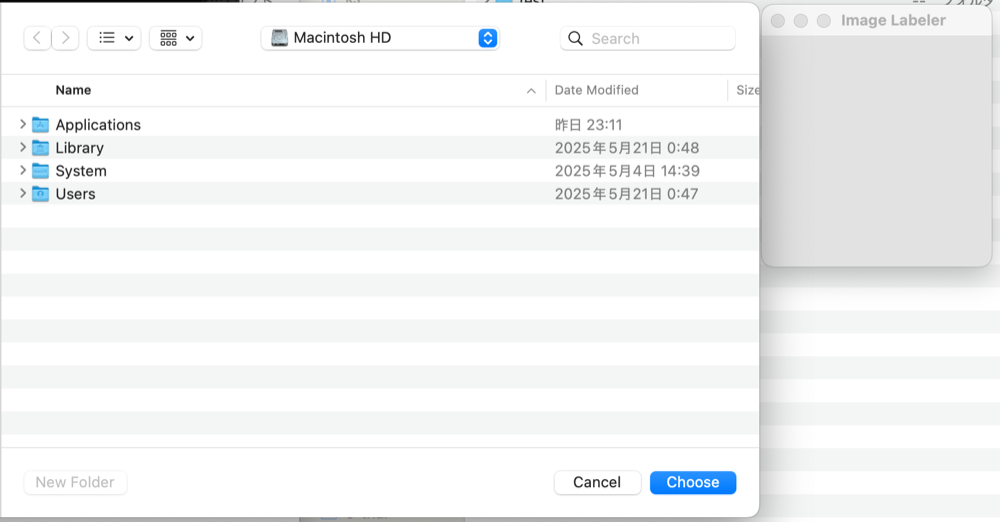 Image Labeler
Macintosh HD
Search
Name
Date Modified
Size
Applications
昨日 23:11
Library
2025年5月21日 0:48
System
2025年5月4日 14:39
Users
2025年5月21日 0:47
New Folder
Cancel
Choose